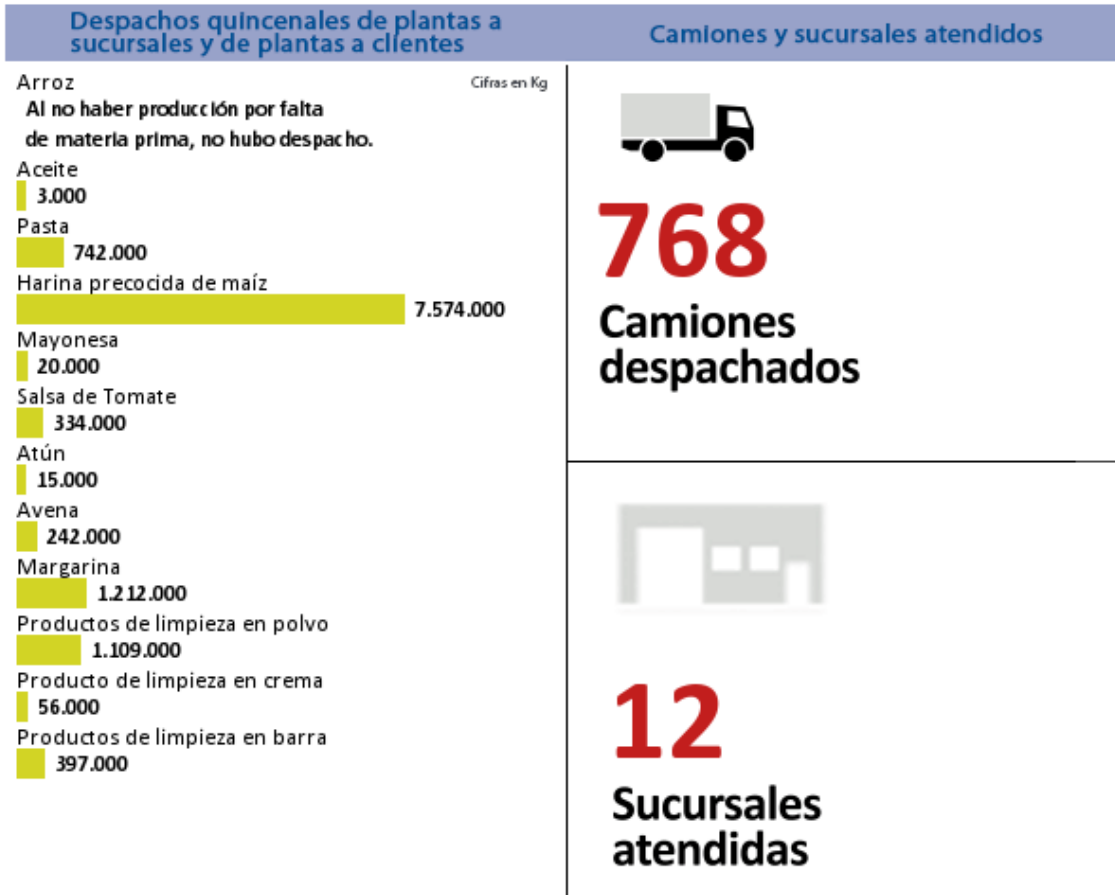 Despachos quincenales de plantas a
sucursales y de plantas a clientes
Arroz
Cifras en Kg
Al no haber producción por falta
de materia prima, no hubo despacho.
Aceite
3.000
Pasta
742.000
Harina precocida de maíz
7.574.000
Mayonesa
20.000
Salsa de Tomate
334.000
Atún
15.000
Avena
242.000
Margarina
1.212.000
Productos de limpieza en polvo
1.109.000
Producto de limpieza en crema
56.000
Productos de limpieza en barra
397.000
Camiones y sucursales atendidos
768
Camiones
despachados
12
Sucursales
atendidas